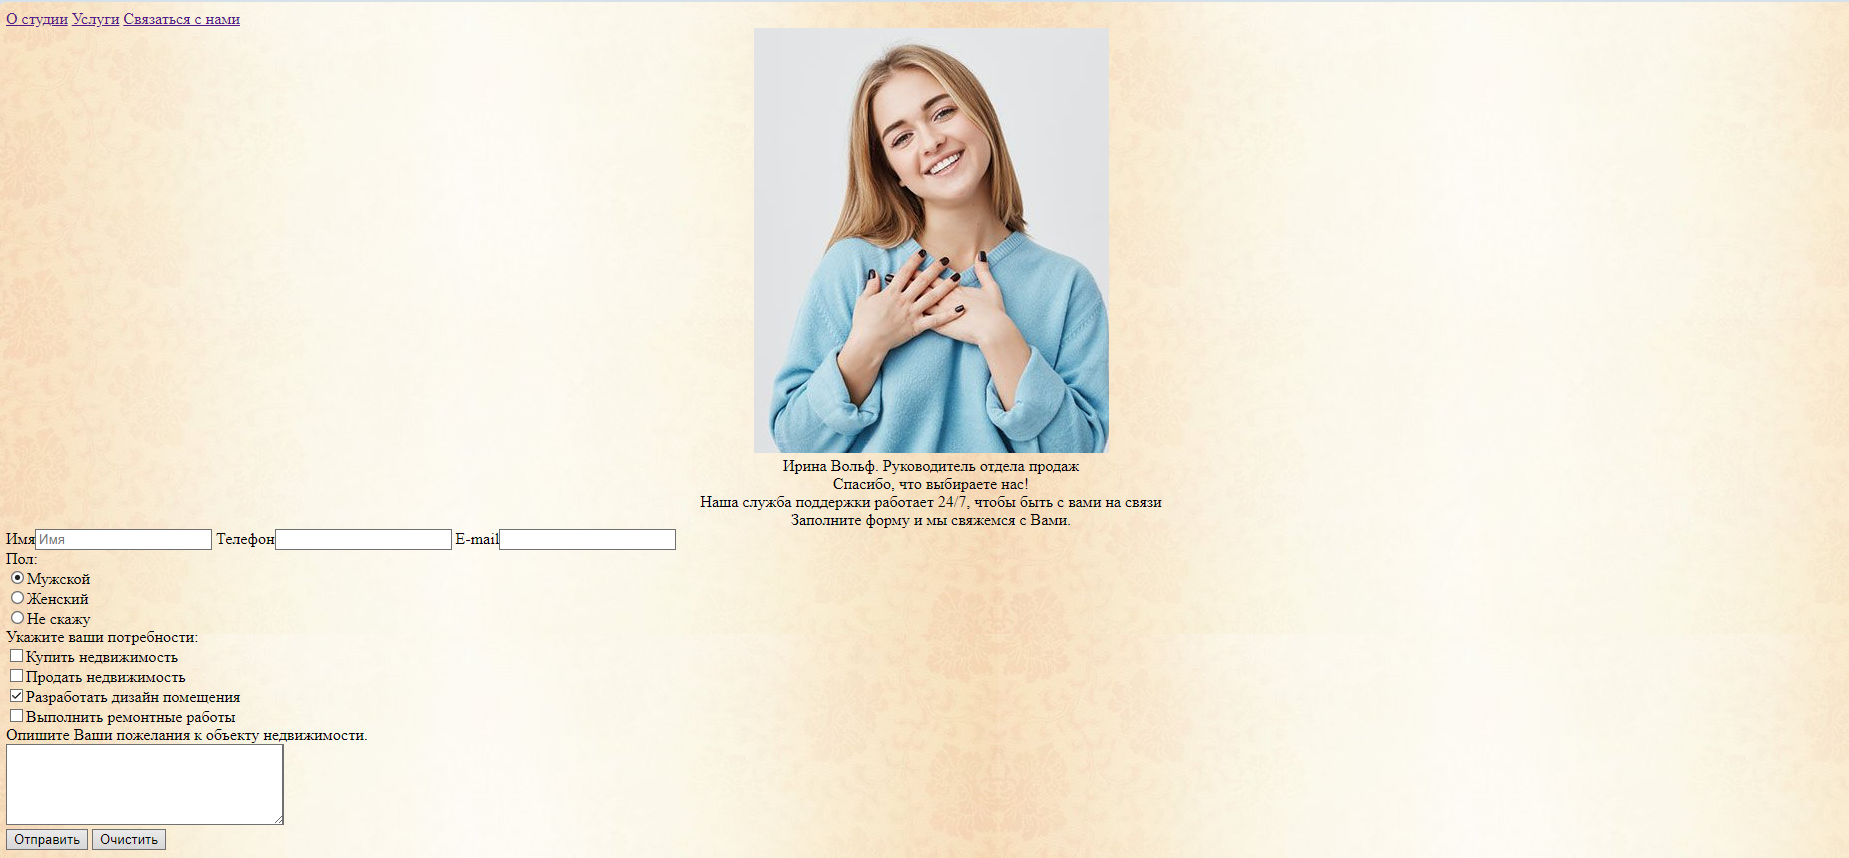 О студии Услуги Связаться с нами
Ирина Вольф. Руководитель отдела продаж
Спасибо, что выбираете нас!
Наша служба поддержки работает 24/7, чтобы быть с вами на связи
Заполните форму и мы свяжемся с Вами.
Имя Имя Телефон E-mail
Пол:
Мужской
Женский
Не скажу
Укажите ваши потребности:
Купить недвижимость
Продать недвижимость
Разработать дизайн помещения
Выполнить ремонтные работы
Опишите Ваши пожелания к объекту недвижимости.
Отправить Очистить